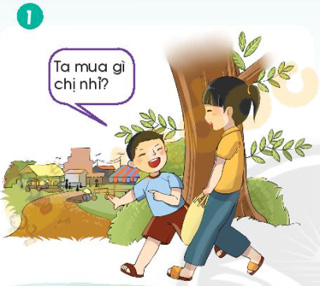 1
Ta mua gì
chị nhỉ?